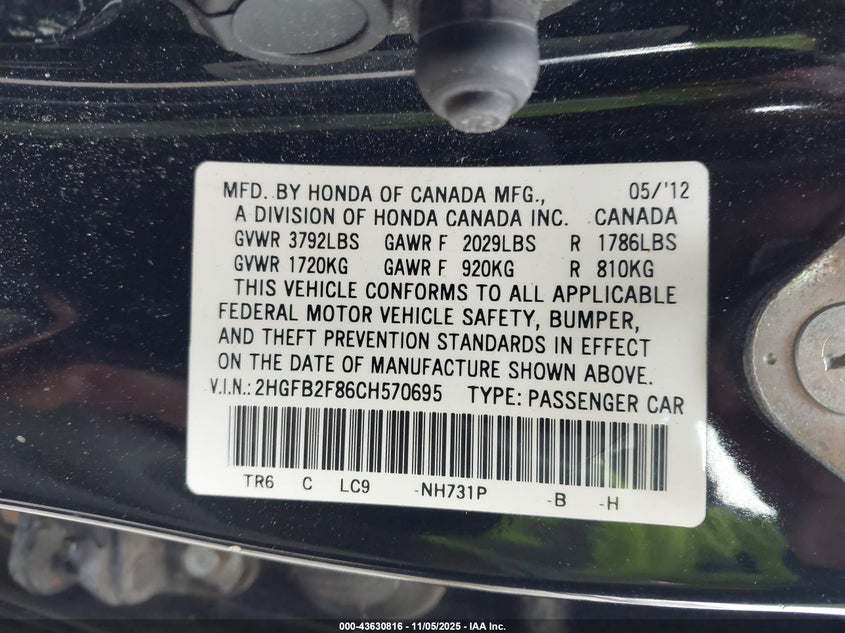 MFD. BY HONDA OF CANADA MFG., 05/'12
A DIVISION OF HONDA CANADA INC. CANADA
GVWR 3792LBS GAWR F 2029LBS R 1786LBS
GVWR 1720KG GAWR F 920KG R 810KG
THIS VEHICLE CONFORMS TO ALL APPLICABLE
FEDERAL MOTOR VEHICLE SAFETY, BUMPER,
AND THEFT PREVENTION STANDARDS IN EFFECT
ON THE DATE OF MANUFACTURE SHOWN ABOVE.
V.I.N.: 2HGFB2F86CH570695 TYPE: PASSENGER CAR
TR6 C LC9 -NH731P -B -H
000-43630816 - 11/05/2025 - IAA Inc.